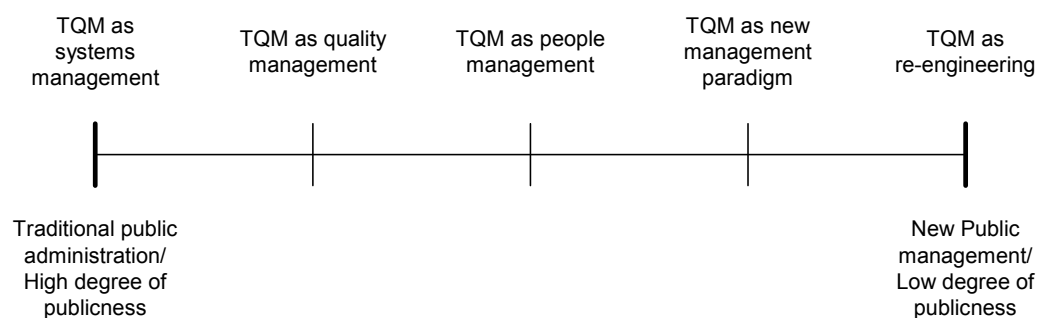 TQM as
systems
management
TQM as quality
management
TQM as people
management
TQM as new
management
paradigm
TQM as
re-engineering
Traditional public
administration/
High degree of
publicness
New Public
management/
Low degree of
publicness